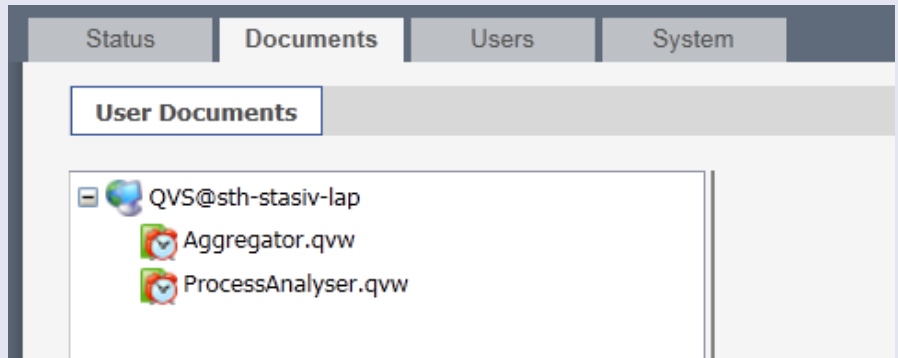 Status Documents Users System
User Documents
QVS@sth-stasiv-lap
Aggregator.qvw
ProcessAnalyser.qvw